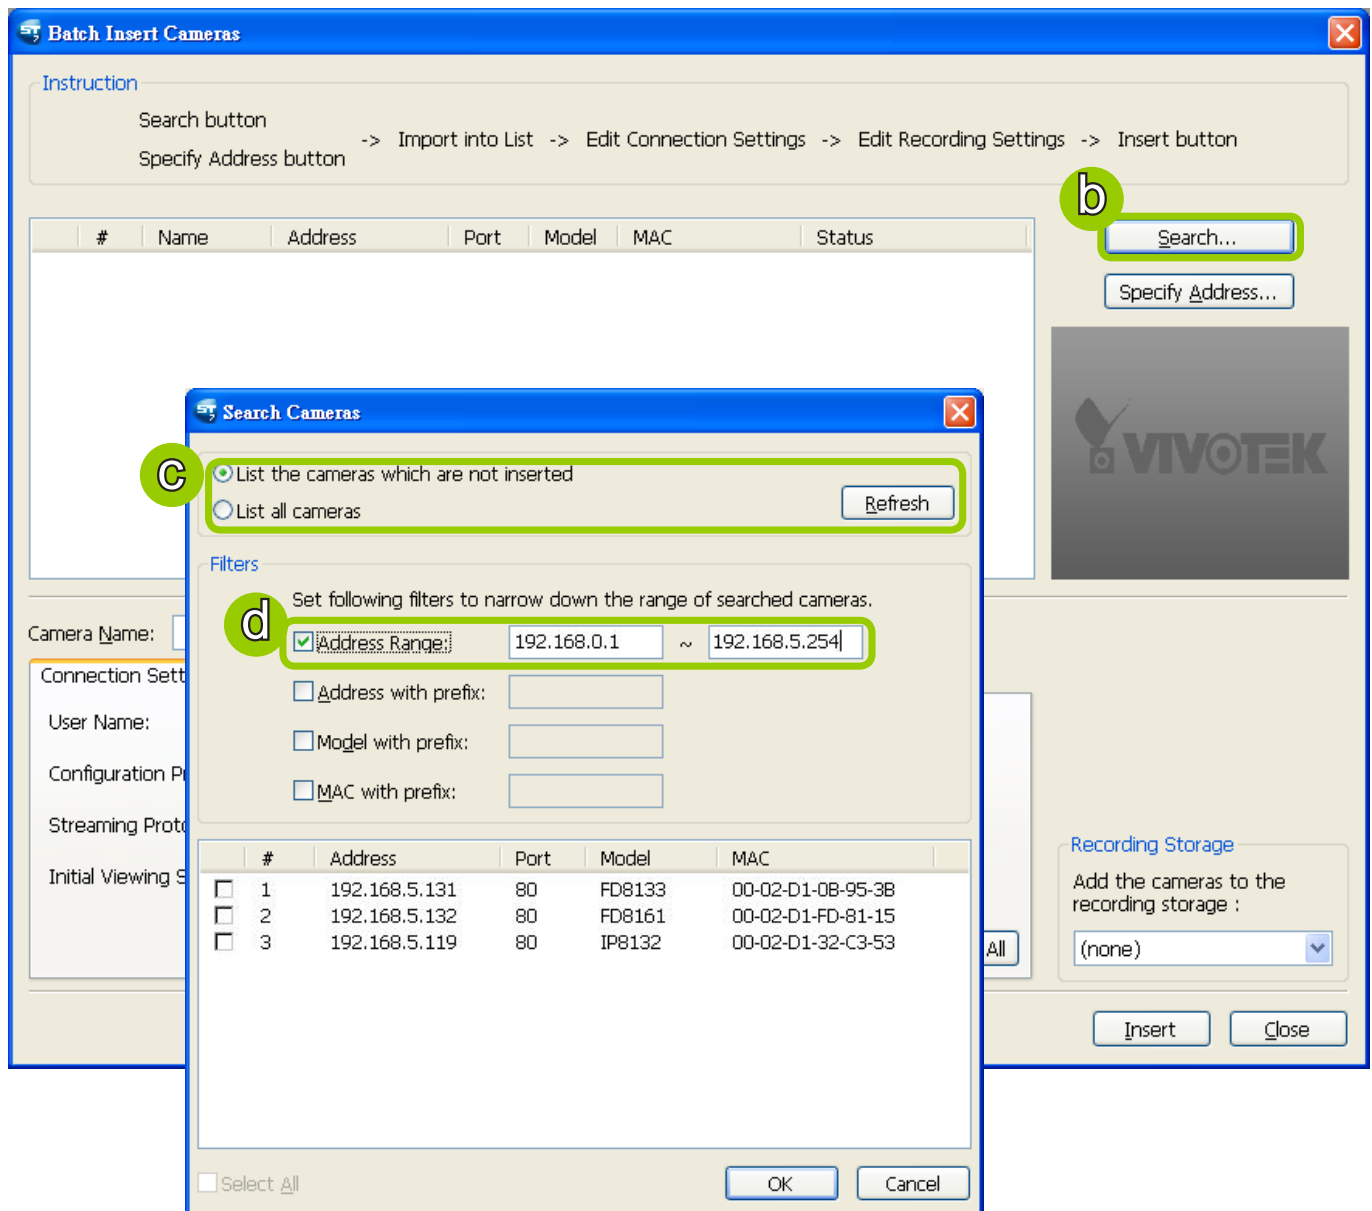 Batch Insert Cameras
Instruction
Search button
Specify Address button
-> Import into List -> Edit Connection Settings -> Edit Recording Settings -> Insert button
b
# Name Address Port Model MAC Status
Search...
Specify Address...
VIVOTEK
Search Cameras
c
List the cameras which are not inserted
List all cameras
Refresh
Filters
Set following filters to narrow down the range of searched cameras.
d
Address Range: 192.168.0.1 ~ 192.168.5.254
Address with prefix:
Model with prefix:
MAC with prefix:
# Address Port Model MAC
1 192.168.5.131 80 FD8133 00-02-D1-0B-95-3B
2 192.168.5.132 80 FD8161 00-02-D1-FD-81-15
3 192.168.5.119 80 IP8132 00-02-D1-32-C3-53
Select All
OK
Cancel
Camera Name:
Connection Sett
User Name:
Configuration P
Streaming Proto
Initial Viewing S
All
Recording Storage
Add the cameras to the
recording storage :
(none)
Insert
Close